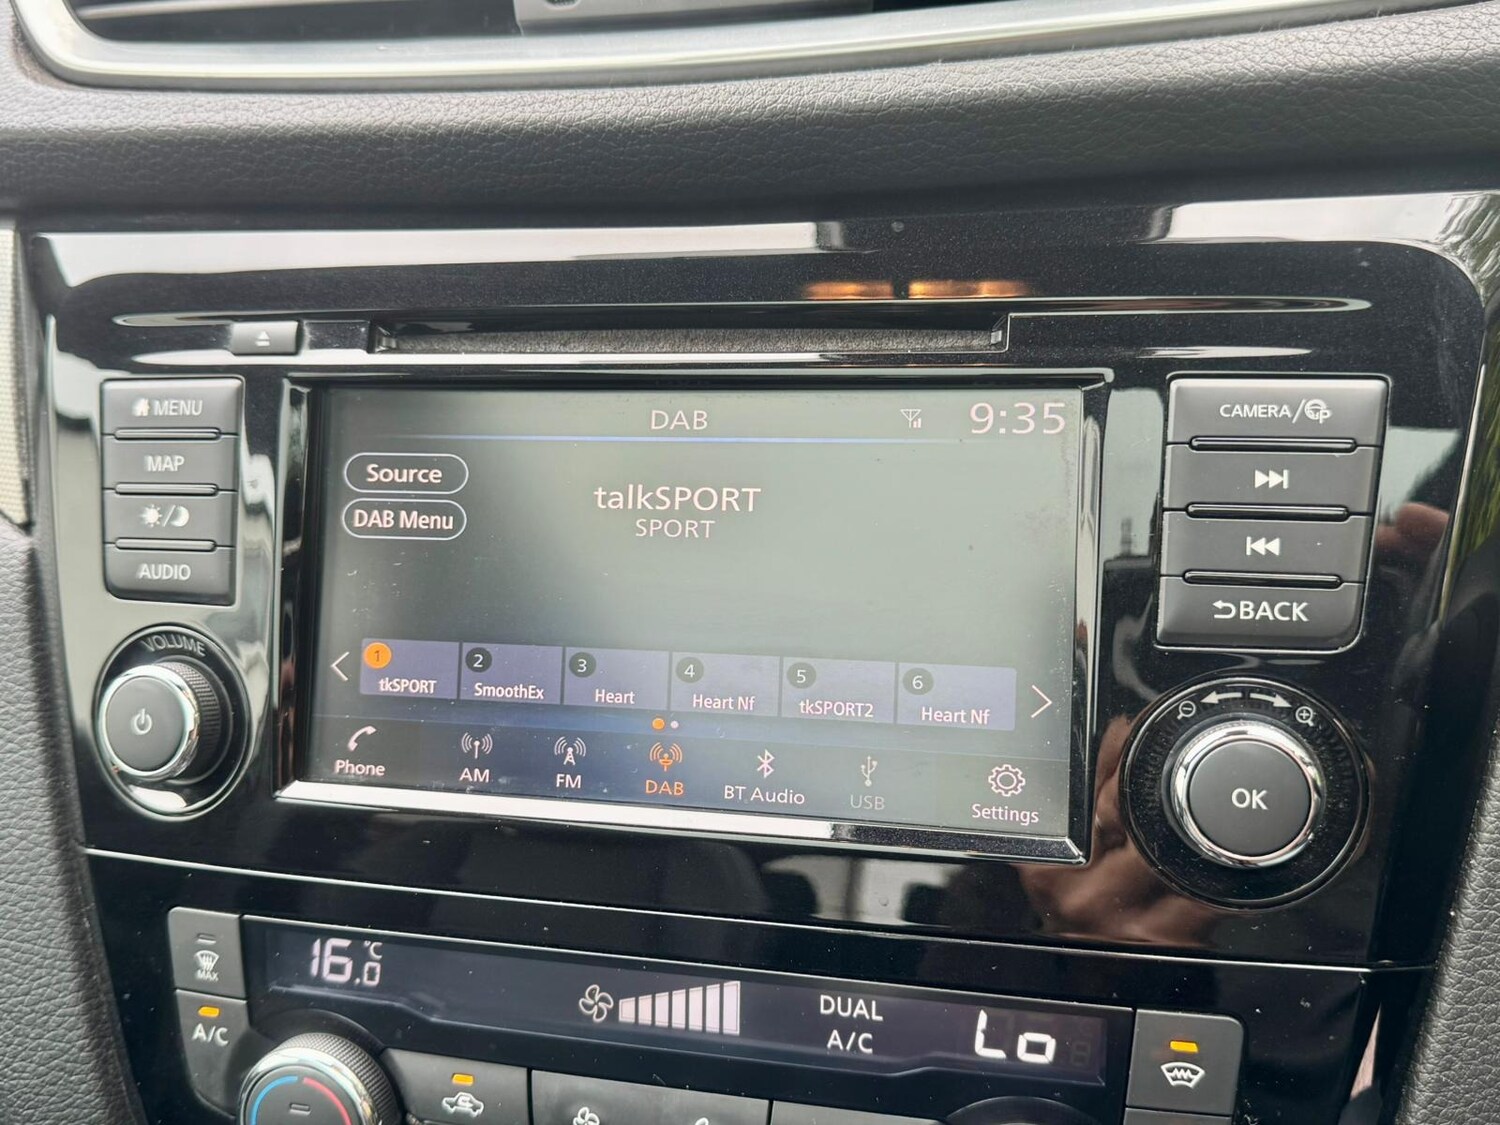 DAB
9:35
MENU
MAP
AUDIO
VOLUME
Source
DAB Menu
talkSPORT
SPORT
1
tkSPORT
2
SmoothEx
3
Heart
4
Heart Nf
5
tkSPORT2
6
Heart Nf
Phone
AM
FM
DAB
BT Audio
USB
Settings
CAMERA/
BACK
OK
MAX
A/C
16.0 °C
DUAL
A/C
Lo